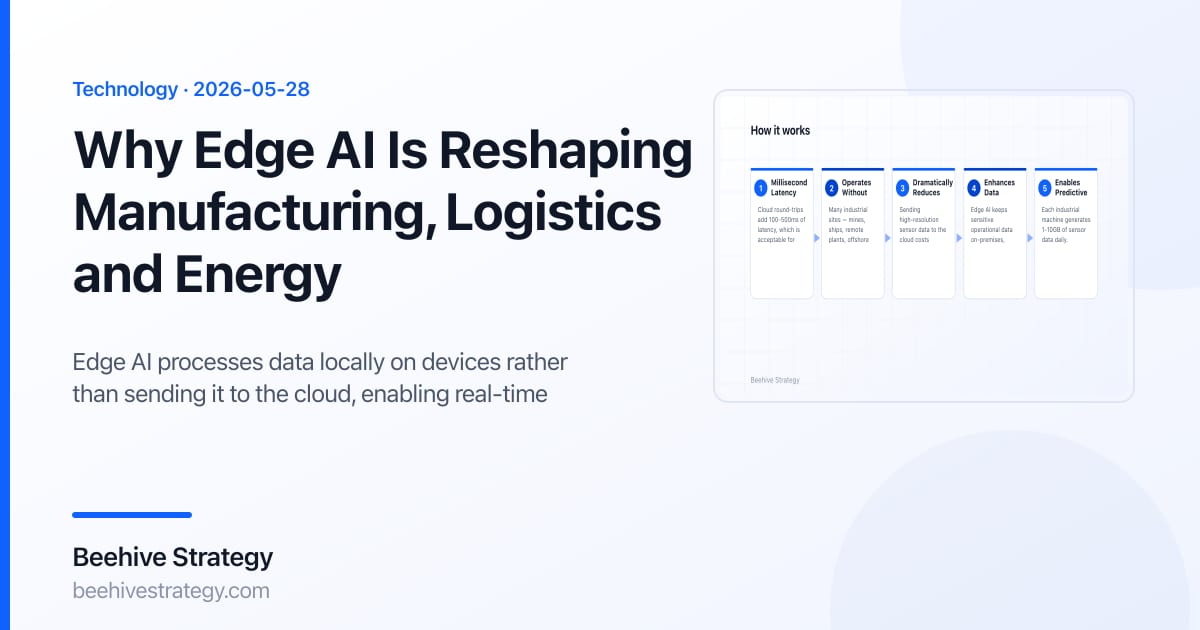 Technology · 2026-05-28
Why Edge AI Is Reshaping
Manufacturing, Logistics
and Energy
Edge AI processes data locally on devices rather
than sending it to the cloud, enabling real-time
Beehive Strategy
beehivestrategy.com
How it works
1 Millisecond
Latency
Cloud round-trips
add 100-500ms of
latency, which is
acceptable for
2 Operates
Without
Many industrial
sites — mines,
ships, remote
plants, offshore
3 Dramatically
Reduces
Sending
high-resolution
sensor data to the
cloud costs
4 Enhances
Data
Edge AI keeps
sensitive
operational data
on-premises,
5 Enables
Predictive
Each industrial
machine generates
1-10GB of sensor
data daily.
Beehive Strategy